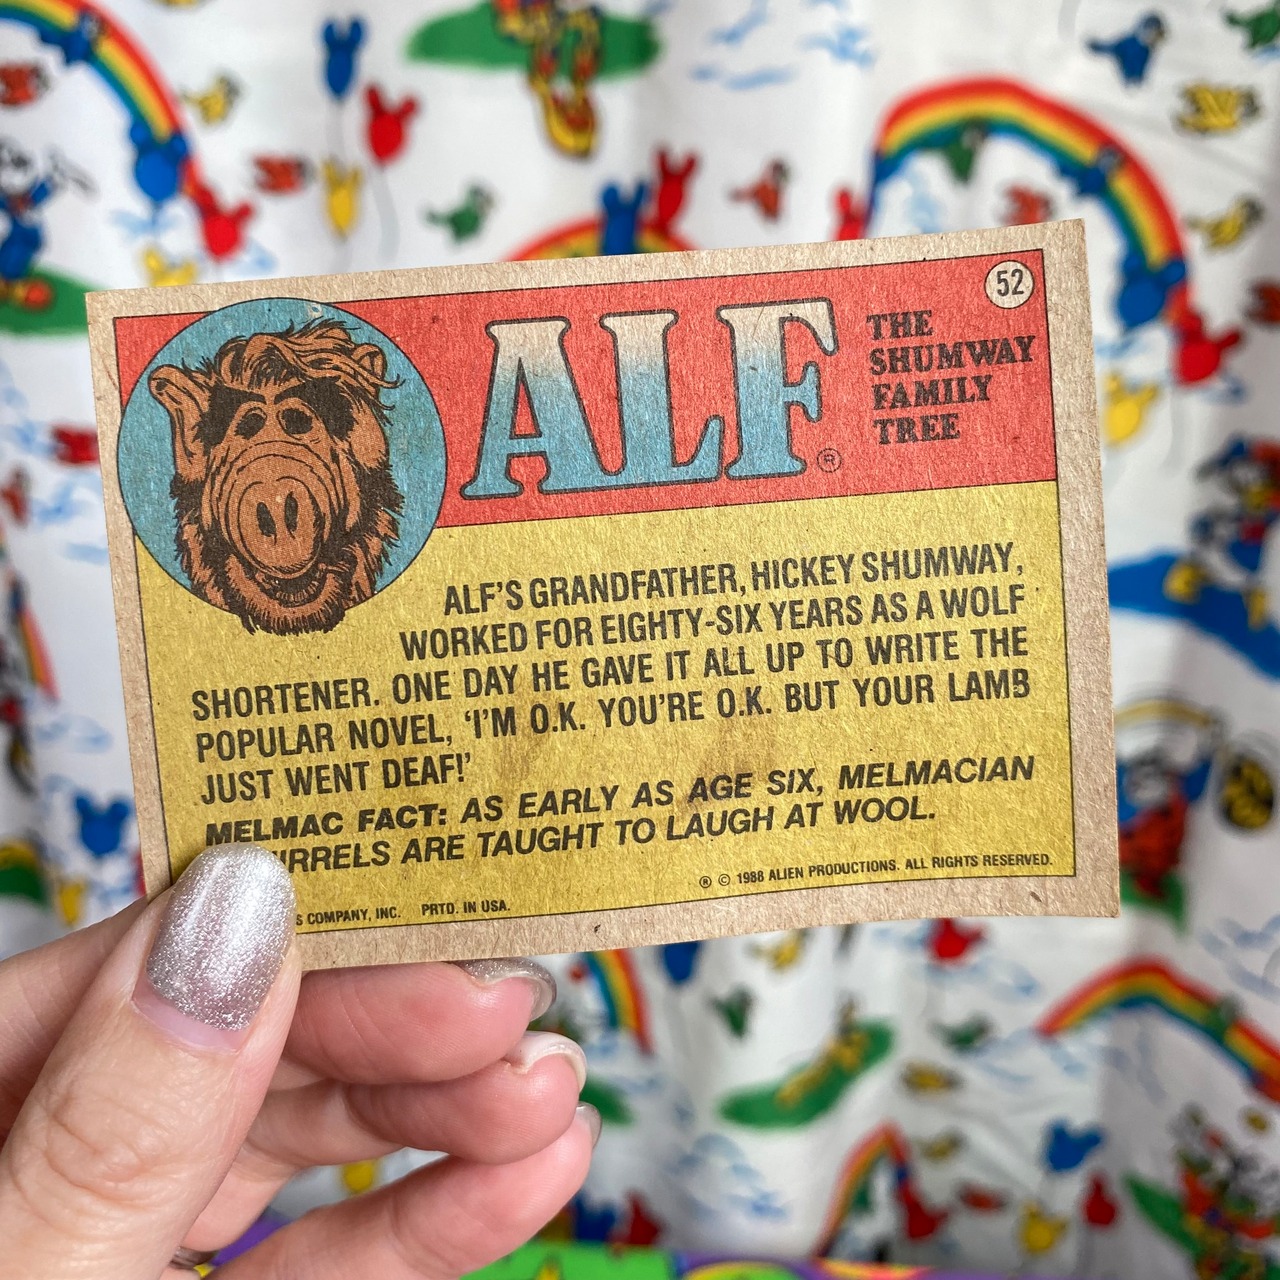 52
ALF®
THE
SHUMWAY
FAMILY
TREE
ALF'S GRANDFATHER, HICKEY SHUMWAY,
WORKED FOR EIGHTY-SIX YEARS AS A WOLF
SHORTENER. ONE DAY HE GAVE IT ALL UP TO WRITE THE
POPULAR NOVEL, 'I'M O.K. YOU'RE O.K. BUT YOUR LAMB
JUST WENT DEAF!'
MELMAC FACT: AS EARLY AS AGE SIX, MELMACIAN
ARE TAUGHT TO LAUGH AT WOOL.
® © 1988 ALIEN PRODUCTIONS. ALL RIGHTS RESERVED.
COMPANY, INC. PRTD. IN USA.